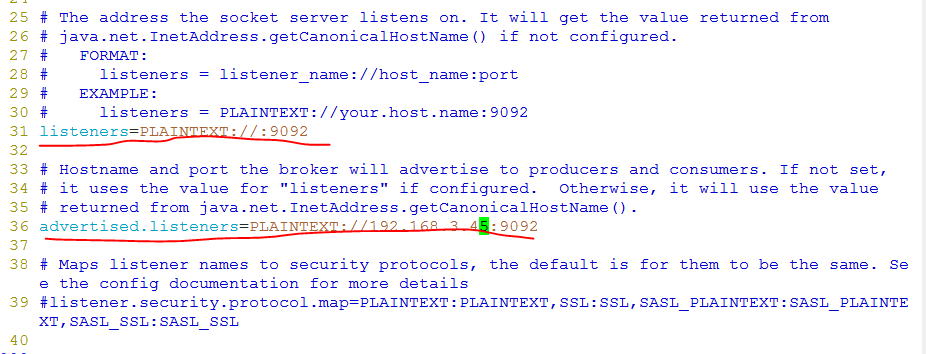 25 # The address the socket server listens on. It will get the value returned from
26 # java.net.InetAddress.getCanonicalHostName() if not configured.
27 #   FORMAT:
28 #     listeners = listener_name://host_name:port
29 #   EXAMPLE:
30 #     listeners = PLAINTEXT://your.host.name:9092
31 listeners=PLAINTEXT://:9092
32
33 # Hostname and port the broker will advertise to producers and consumers. If not set,
34 # it uses the value for "listeners" if configured.  Otherwise, it will use the value
35 # returned from java.net.InetAddress.getCanonicalHostName().
36 advertised.listeners=PLAINTEXT://192.168.3.45:9092
37
38 # Maps listener names to security protocols, the default is for them to be the same. Se
e the config documentation for more details
39 #listener.security.protocol.map=PLAINTEXT:PLAINTEXT,SSL:SSL,SASL_PLAINTEXT:SASL_PLAINTE
XT,SASL_SSL:SASL_SSL
40